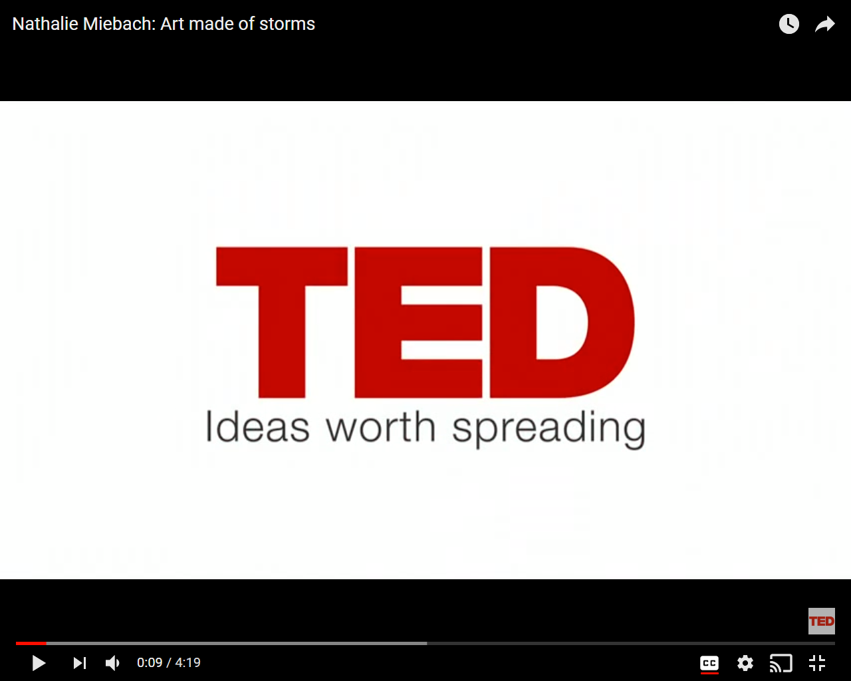 Nathalie Miebach: Art made of storms
TED
Ideas worth spreading
TED
0:09 / 4:19
CC